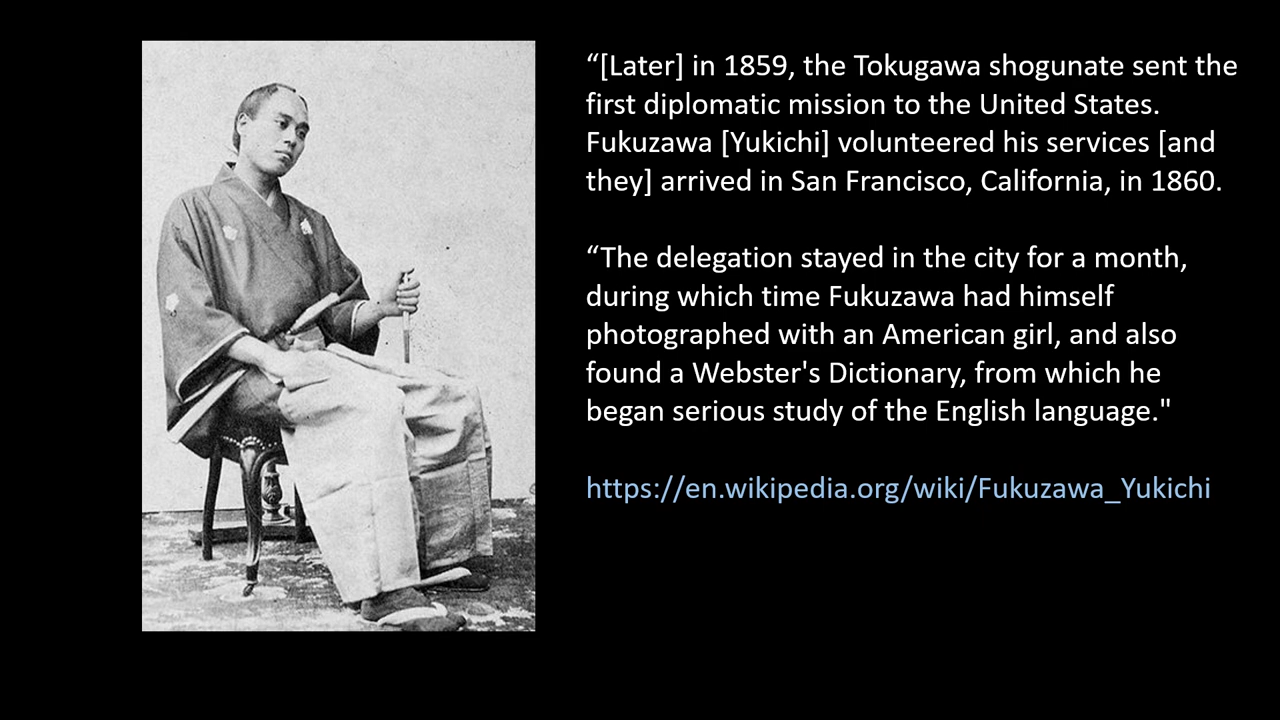 “[Later] in 1859, the Tokugawa shogunate sent the
first diplomatic mission to the United States.
Fukuzawa [Yukichi] volunteered his services [and
they] arrived in San Francisco, California, in 1860.
“The delegation stayed in the city for a month,
during which time Fukuzawa had himself
photographed with an American girl, and also
found a Webster's Dictionary, from which he
began serious study of the English language."
https://en.wikipedia.org/wiki/Fukuzawa_Yukichi